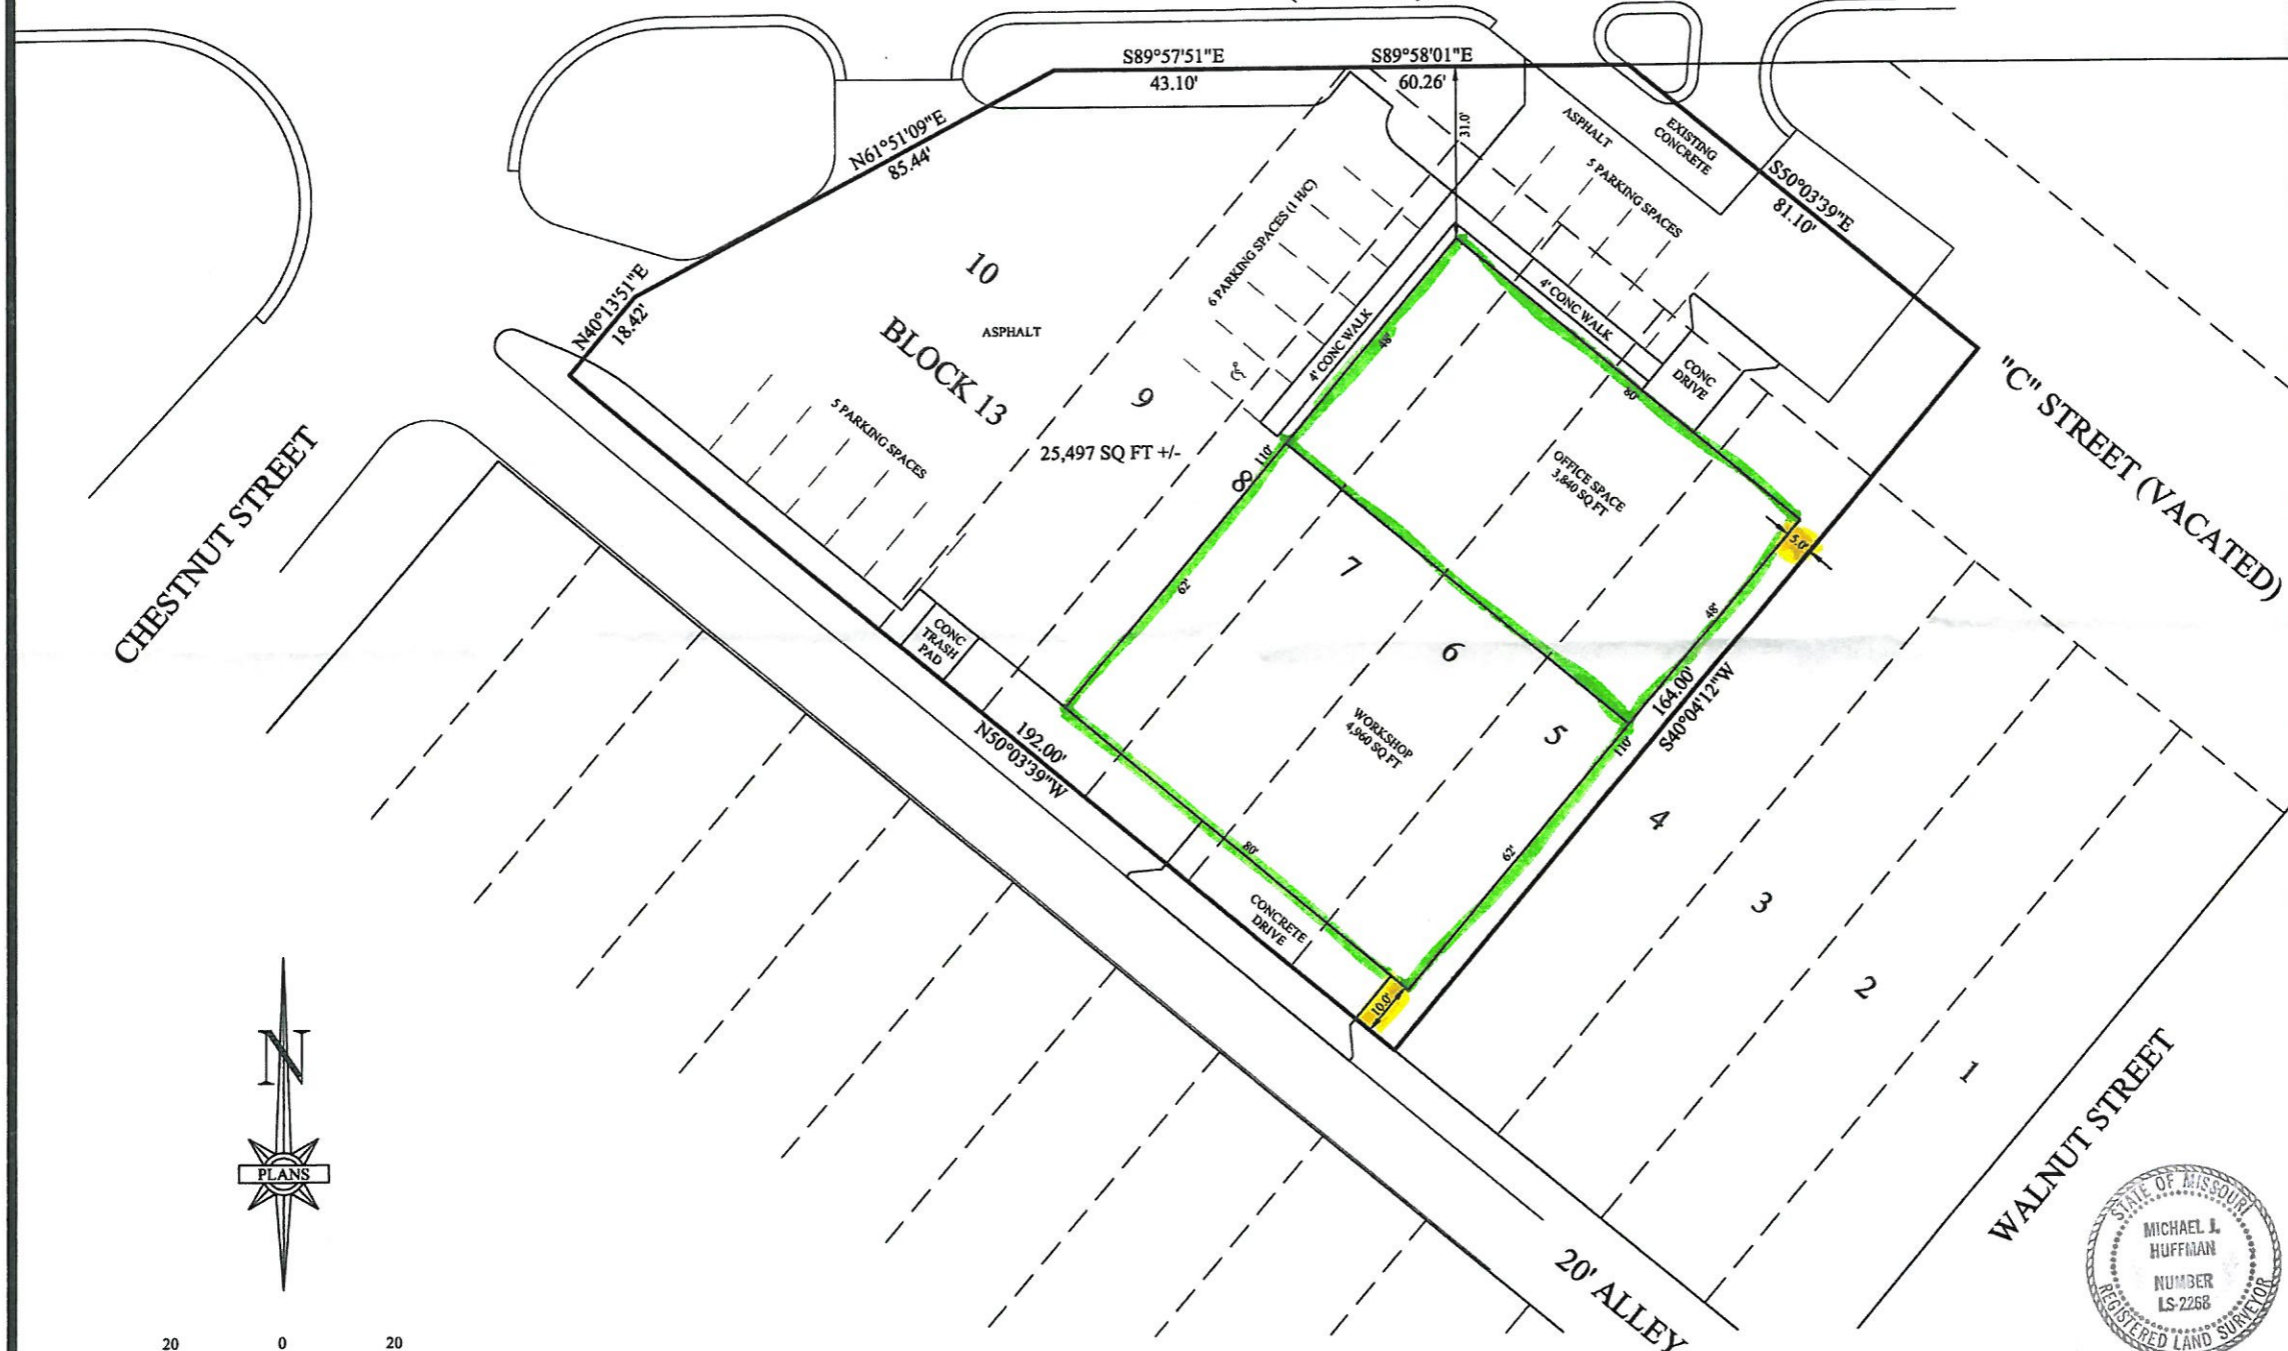 S89°57'51"E
43.10'
S89°58'01"E
60.26'
31.0'
N61°51'09"E
85.44'
N40°13'51"E
18.42'
ASPHALT
EXISTING
CONCRETE
S50°03'39"E
81.10'
5 PARKING SPACES
6 PARKING SPACES (1 H/C)
10
ASPHALT
BLOCK 13
9
25,497 SQ FT +/-
5 PARKING SPACES
4' CONC WALK
48'
4' CONC WALK
80'
CONC
DRIVE
"C" STREET (VACATED)
CHESTNUT STREET
110'
8
OFFICE SPACE
3,840 SQ FT
5.0'
48'
7
62'
6
5
164.00'
S40°04'12"W
110'
CONC
TRASH
PAD
192.00'
N50°03'39"W
WORKSHOP
4,960 SQ FT
80'
62'
CONCRETE
DRIVE
10.0'
4
3
2
1
WALNUT STREET
20' ALLEY
N
PLANS
20 0 20
STATE OF MISSOURI
MICHAEL J.
HUFFMAN
NUMBER
LS-2268
REGISTERED LAND SURVEYOR